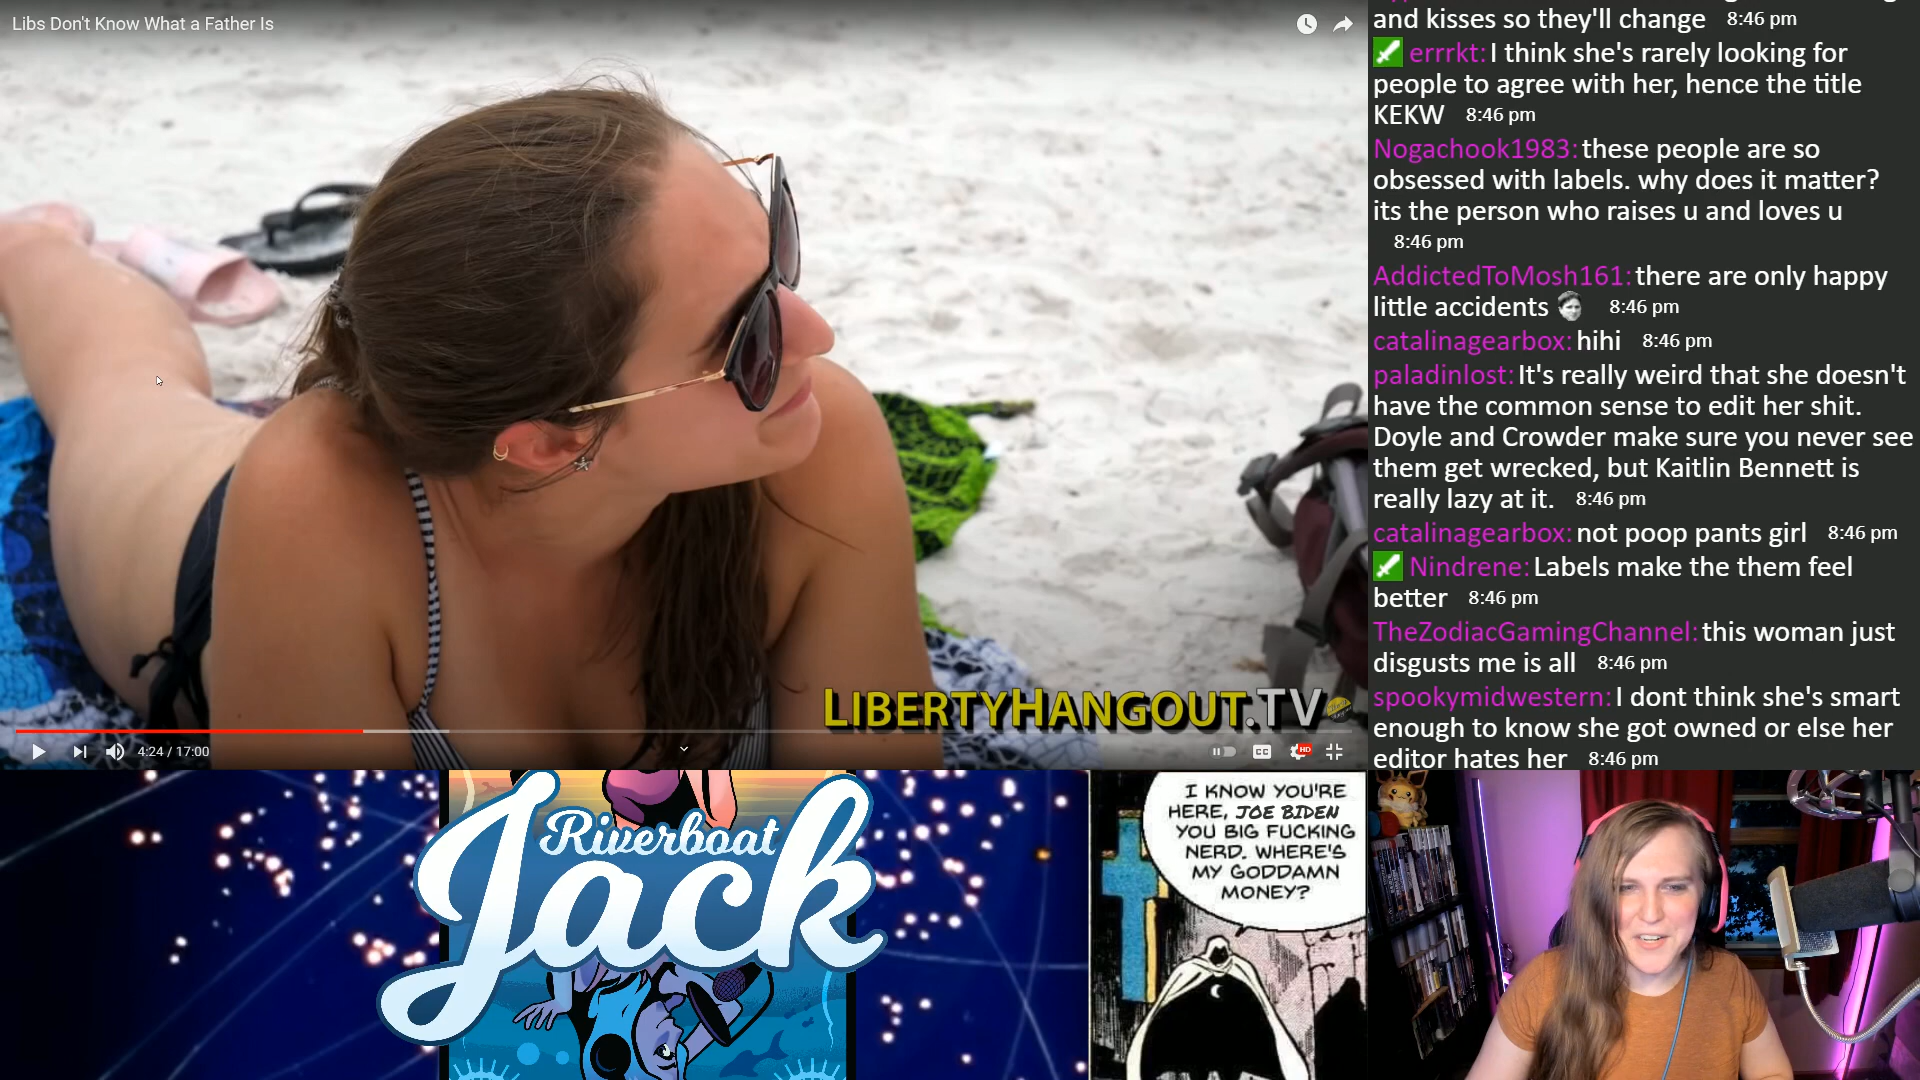 Libs Don't Know What a Father Is
LIBERTYHANGOUT.TV
4:24 / 17:00
CC
HD
and kisses so they'll change 8:46 pm
errrkt: I think she's rarely looking for
people to agree with her, hence the title
KEKW 8:46 pm
Nogachook1983: these people are so
obsessed with labels. why does it matter?
its the person who raises u and loves u
8:46 pm
AddictedToMosh161: there are only happy
little accidents 8:46 pm
catalinagearbox: hihi 8:46 pm
paladinlost: It's really weird that she doesn't
have the common sense to edit her shit.
Doyle and Crowder make sure you never see
them get wrecked, but Kaitlin Bennett is
really lazy at it. 8:46 pm
catalinagearbox: not poop pants girl 8:46 pm
Nindrene: Labels make the them feel
better 8:46 pm
TheZodiacGamingChannel: this woman just
disgusts me is all 8:46 pm
spookymidwestern: I dont think she's smart
enough to know she got owned or else her
editor hates her 8:46 pm
Riverboat
Jack
I KNOW YOU'RE
HERE, JOE BIDEN
YOU BIG FUCKING
NERD. WHERE'S
MY GODDAMN
MONEY?